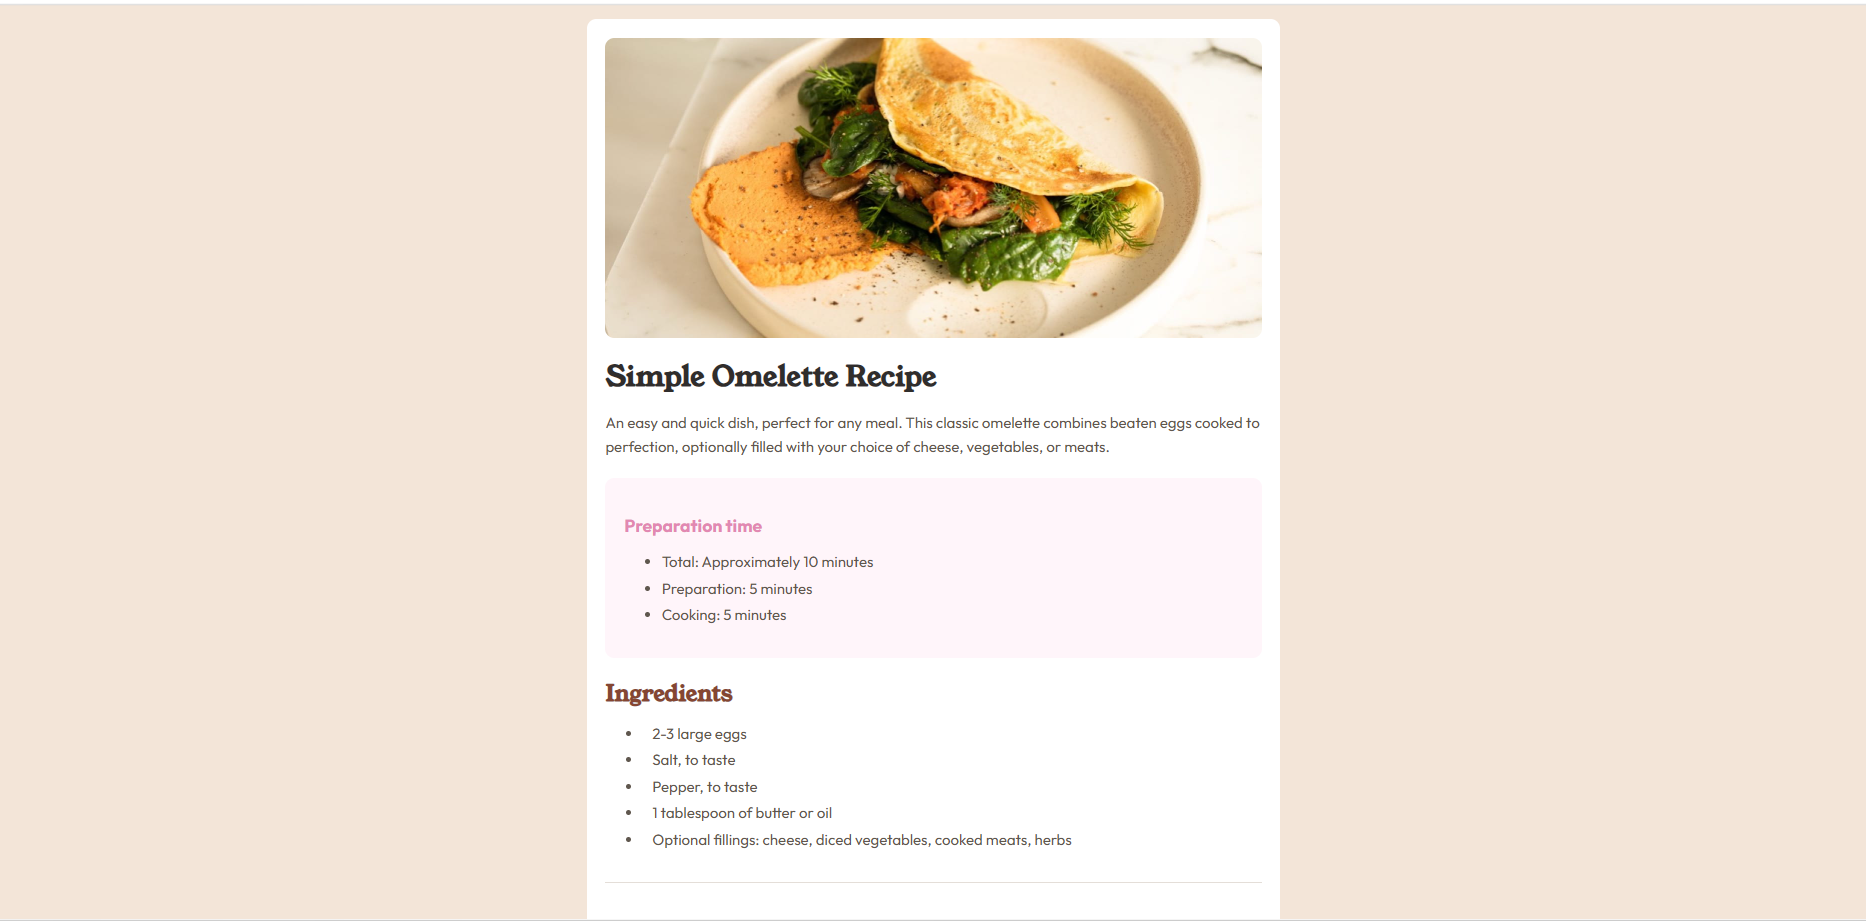 Simple Omelette Recipe
An easy and quick dish, perfect for any meal. This classic omelette combines beaten eggs cooked to
perfection, optionally filled with your choice of cheese, vegetables, or meats.
Preparation time
• Total: Approximately 10 minutes
• Preparation: 5 minutes
• Cooking: 5 minutes
Ingredients
• 2-3 large eggs
• Salt, to taste
• Pepper, to taste
• 1 tablespoon of butter or oil
• Optional fillings: cheese, diced vegetables, cooked meats, herbs